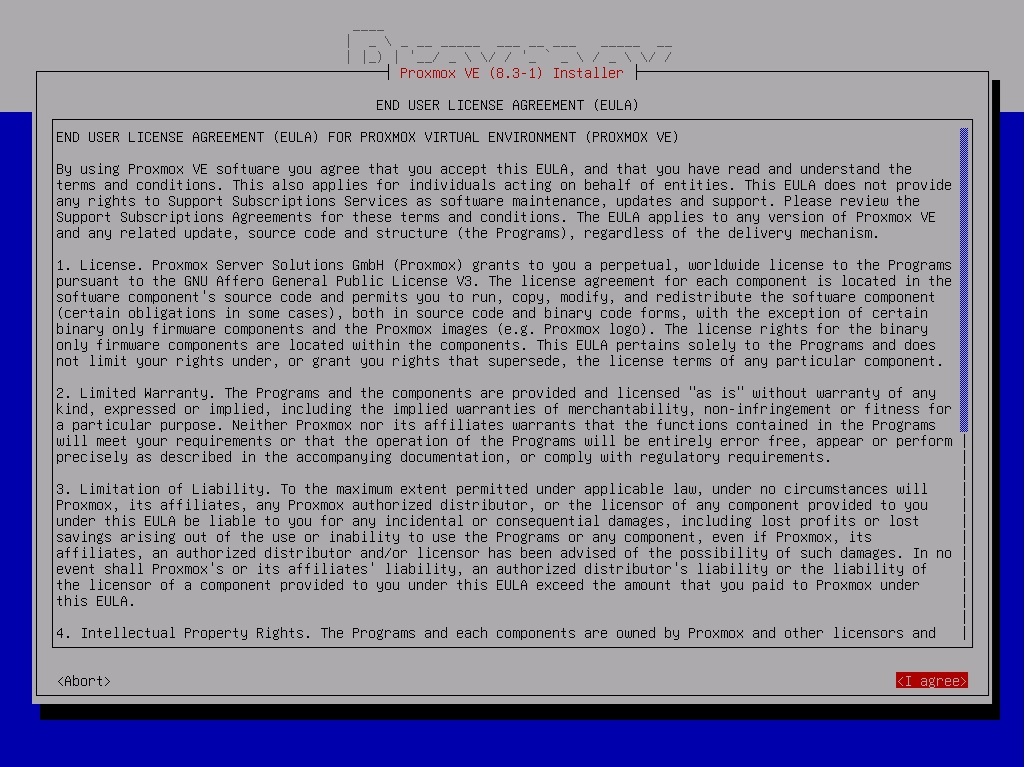 Proxmox VE (8.3-1) Installer
END USER LICENSE AGREEMENT (EULA)
END USER LICENSE AGREEMENT (EULA) FOR PROXMOX VIRTUAL ENVIRONMENT (PROXMOX VE)
By using Proxmox VE software you agree that you accept this EULA, and that you have read and understand the
terms and conditions. This also applies for individuals acting on behalf of entities. This EULA does not provide
any rights to Support Subscriptions Services as software maintenance, updates and support. Please review the
Support Subscriptions Agreements for these terms and conditions. The EULA applies to any version of Proxmox VE
and any related update, source code and structure (the Programs), regardless of the delivery mechanism.
1. License. Proxmox Server Solutions GmbH (Proxmox) grants to you a perpetual, worldwide license to the Programs
pursuant to the GNU Affero General Public License V3. The license agreement for each component is located in the
software component's source code and permits you to run, copy, modify, and redistribute the software component
(certain obligations in some cases), both in source code and binary code forms, with the exception of certain
binary only firmware components and the Proxmox images (e.g. Proxmox logo). The license rights for the binary
only firmware components are located within the components. This EULA pertains solely to the Programs and does
not limit your rights under, or grant you rights that supersede, the license terms of any particular component.
2. Limited Warranty. The Programs and the components are provided and licensed "as is" without warranty of any
kind, expressed or implied, including the implied warranties of merchantability, non-infringement or fitness for
a particular purpose. Neither Proxmox nor its affiliates warrants that the functions contained in the Programs
will meet your requirements or that the operation of the Programs will be entirely error free, appear or perform
precisely as described in the accompanying documentation, or comply with regulatory requirements.
3. Limitation of Liability. To the maximum extent permitted under applicable law, under no circumstances will
Proxmox, its affiliates, any Proxmox authorized distributor, or the licensor of any component provided to you
under this EULA be liable to you for any incidental or consequential damages, including lost profits or lost
savings arising out of the use or inability to use the Programs or any component, even if Proxmox, its
affiliates, an authorized distributor and/or licensor has been advised of the possibility of such damages. In no
event shall Proxmox's or its affiliates' liability, an authorized distributor's liability or the liability of
the licensor of a component provided to you under this EULA exceed the amount that you paid to Proxmox under
this EULA.
4. Intellectual Property Rights. The Programs and each components are owned by Proxmox and other licensors and
<Abort>
<I agree>